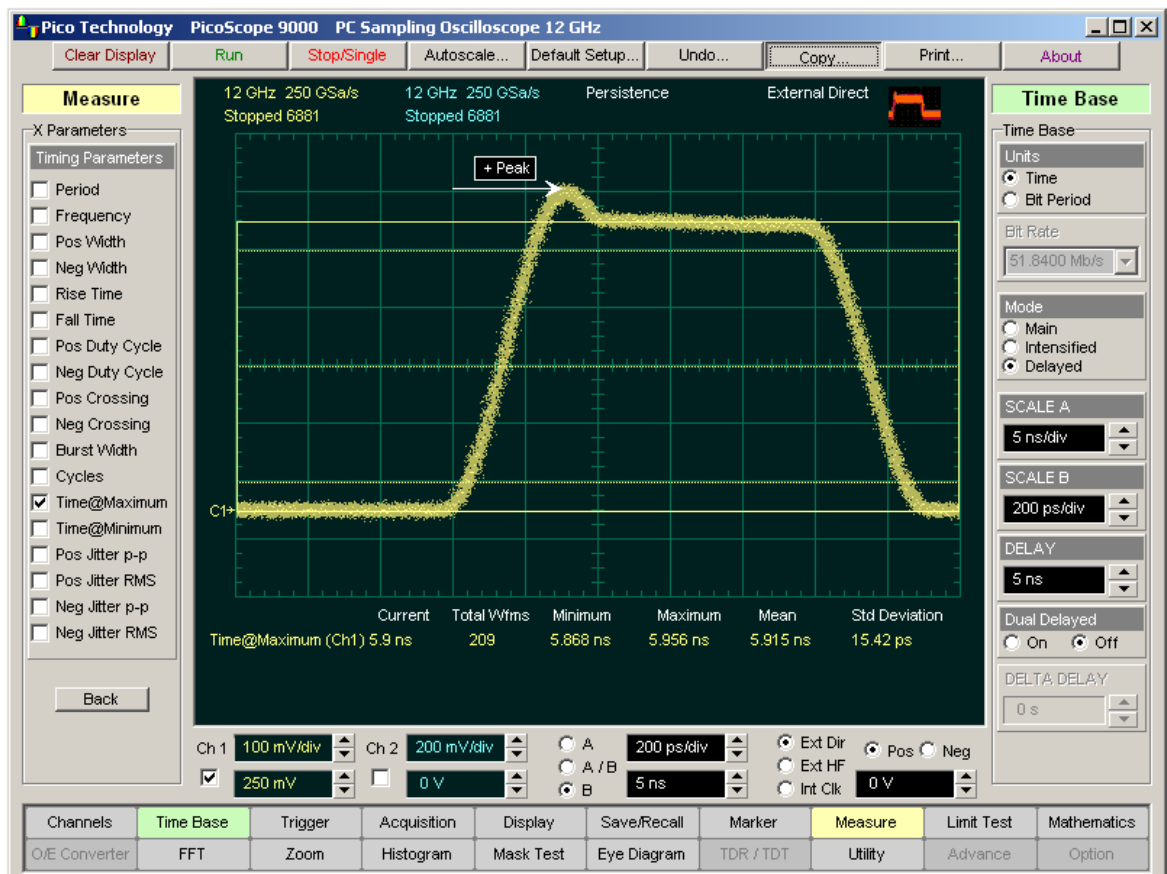 Pico Technology PicoScope 9000 PC Sampling Oscilloscope 12 GHz
Clear Display Run Stop/Single Autoscale... Default Setup... Undo... Copy... Print... About
Measure
X Parameters
Timing Parameters
Period
Frequency
Pos Width
Neg Width
Rise Time
Fall Time
Pos Duty Cycle
Neg Duty Cycle
Pos Crossing
Neg Crossing
Burst Width
Cycles
Time@Maximum
Time@Minimum
Pos Jitter p-p
Pos Jitter RMS
Neg Jitter p-p
Neg Jitter RMS
Back
12 GHz 250 GSa/s 12 GHz 250 GSa/s Persistence External Direct
Stopped 6881 Stopped 6881
+ Peak
C1
Current Total Wfms Minimum Maximum Mean Std Deviation
Time@Maximum (Ch1) 5.9 ns 209 5.868 ns 5.956 ns 5.915 ns 15.42 ps
Time Base
Time Base
Units
Time
Bit Period
Bit Rate
51.8400 Mb/s
Mode
Main
Intensified
Delayed
SCALE A
5 ns/div
SCALE B
200 ps/div
DELAY
5 ns
Dual Delayed
On Off
DELTA DELAY
0 s
Ch 1 100 mV/div Ch 2 200 mV/div A 200 ps/div Ext Dir Pos Neg
A / B Ext HF
250 mV 0 V B 5 ns Int Clk 0 V
Channels Time Base Trigger Acquisition Display Save/Recall Marker Measure Limit Test Mathematics
O/E Converter FFT Zoom Histogram Mask Test Eye Diagram TDR / TDT Utility Advance Option